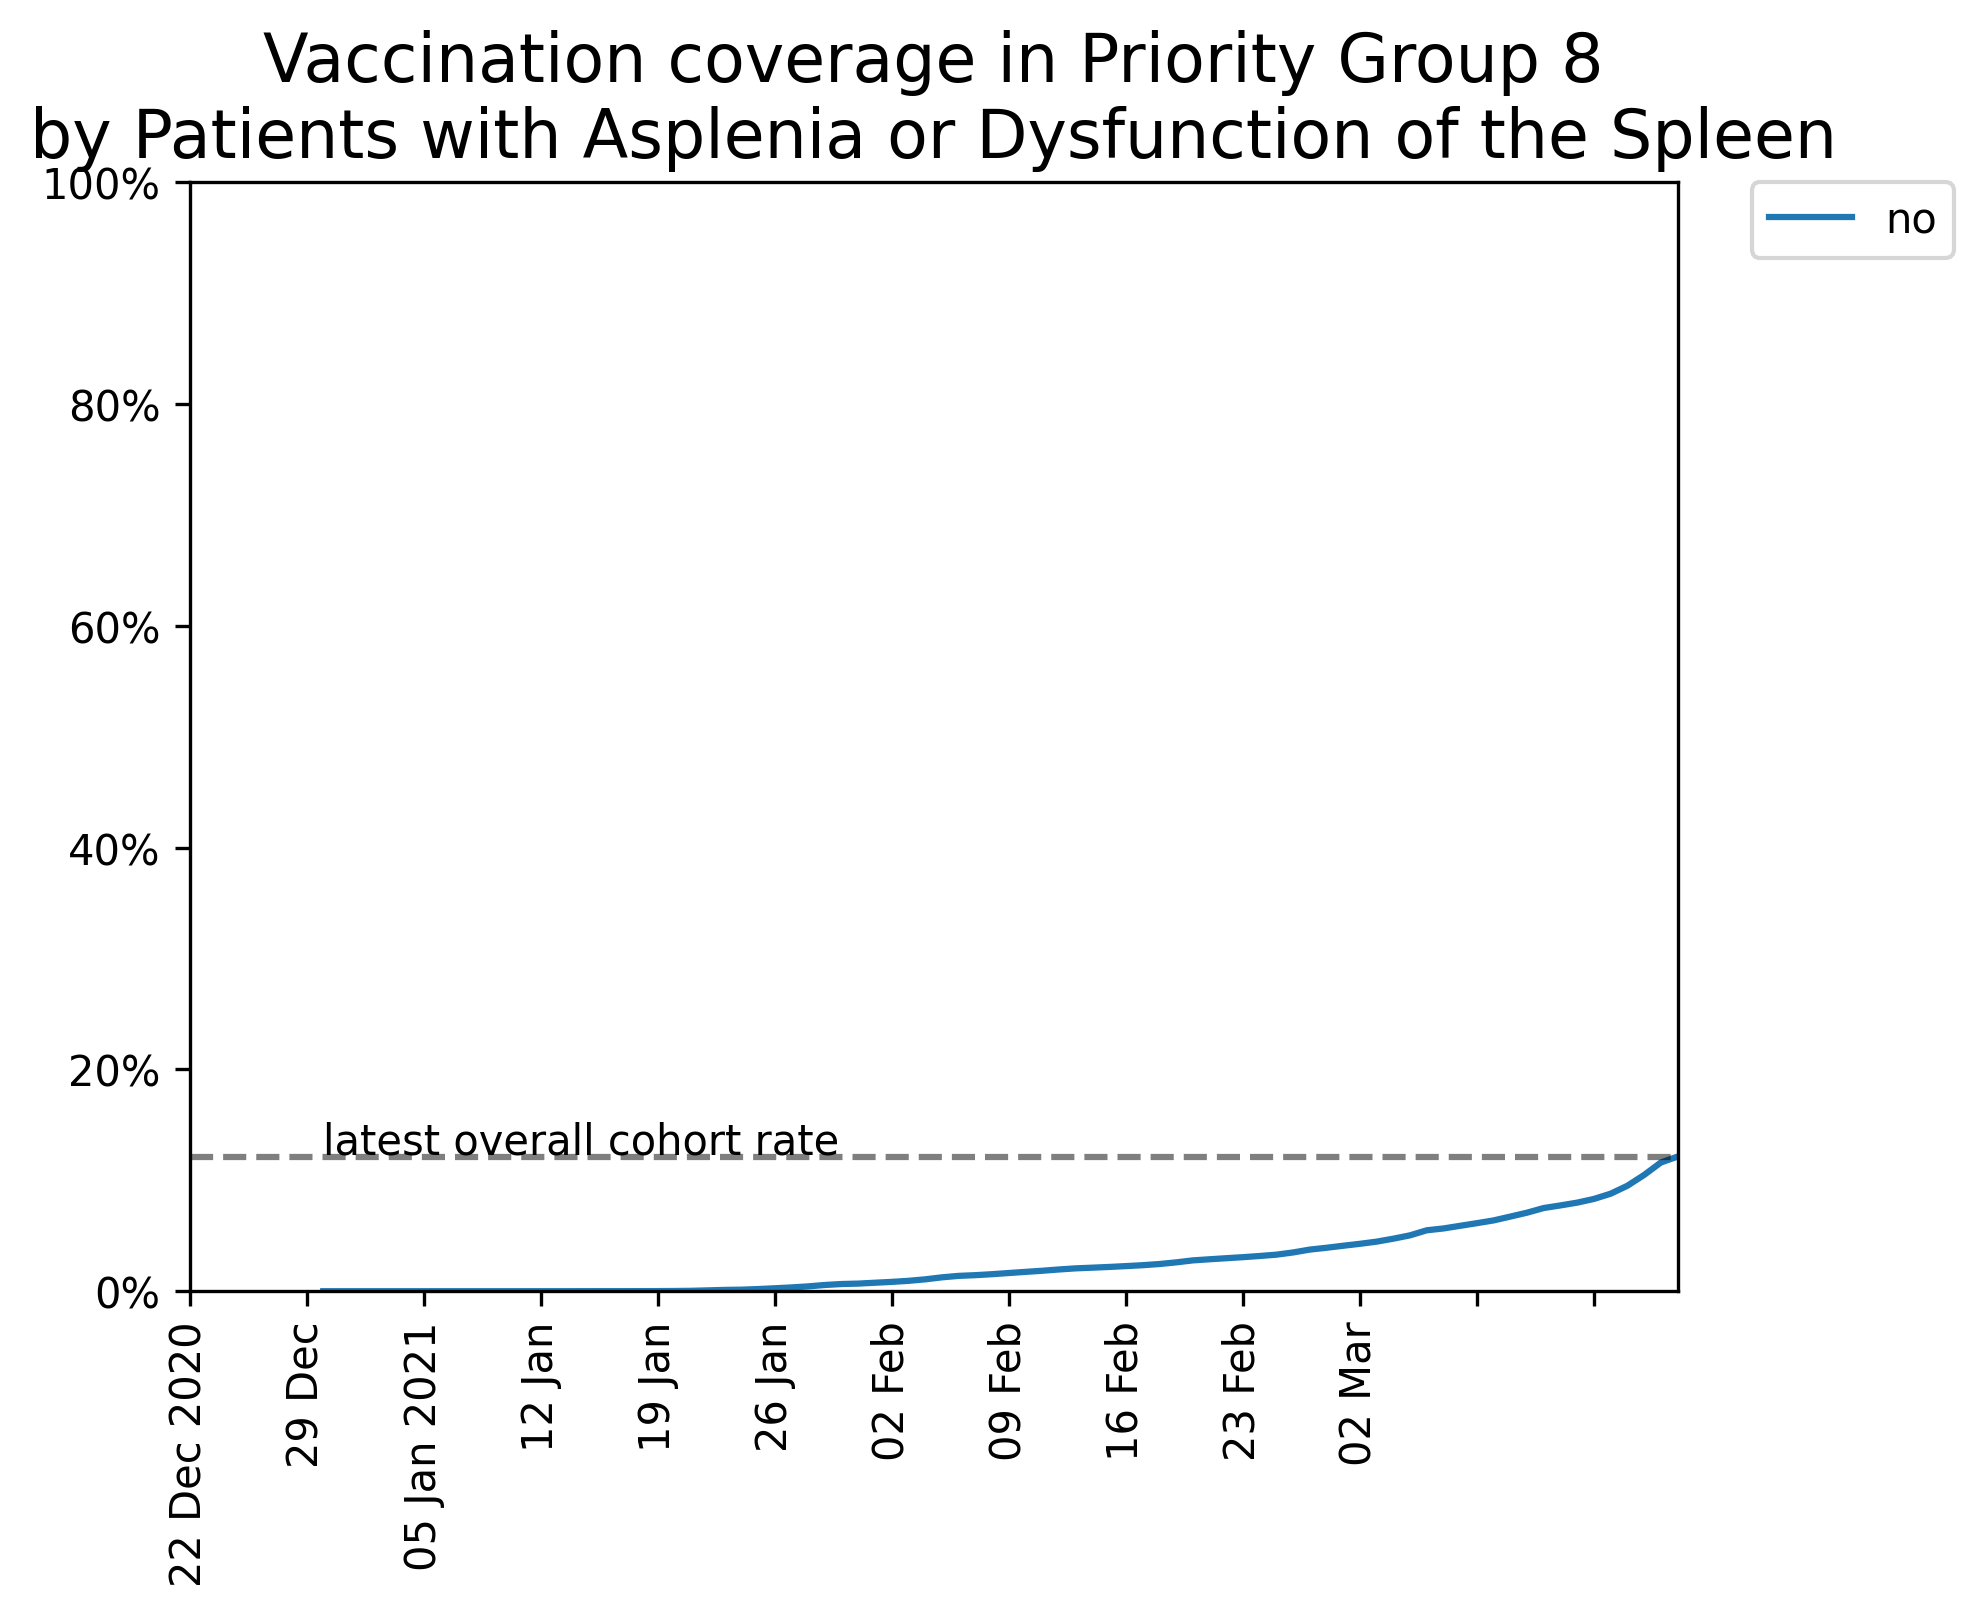 Vaccination coverage in Priority Group 8
by Patients with Asplenia or Dysfunction of the Spleen
100%
80%
60%
40%
20%
0%
no
latest overall cohort rate
22 Dec 2020
29 Dec
05 Jan 2021
12 Jan
19 Jan
26 Jan
02 Feb
09 Feb
16 Feb
23 Feb
02 Mar